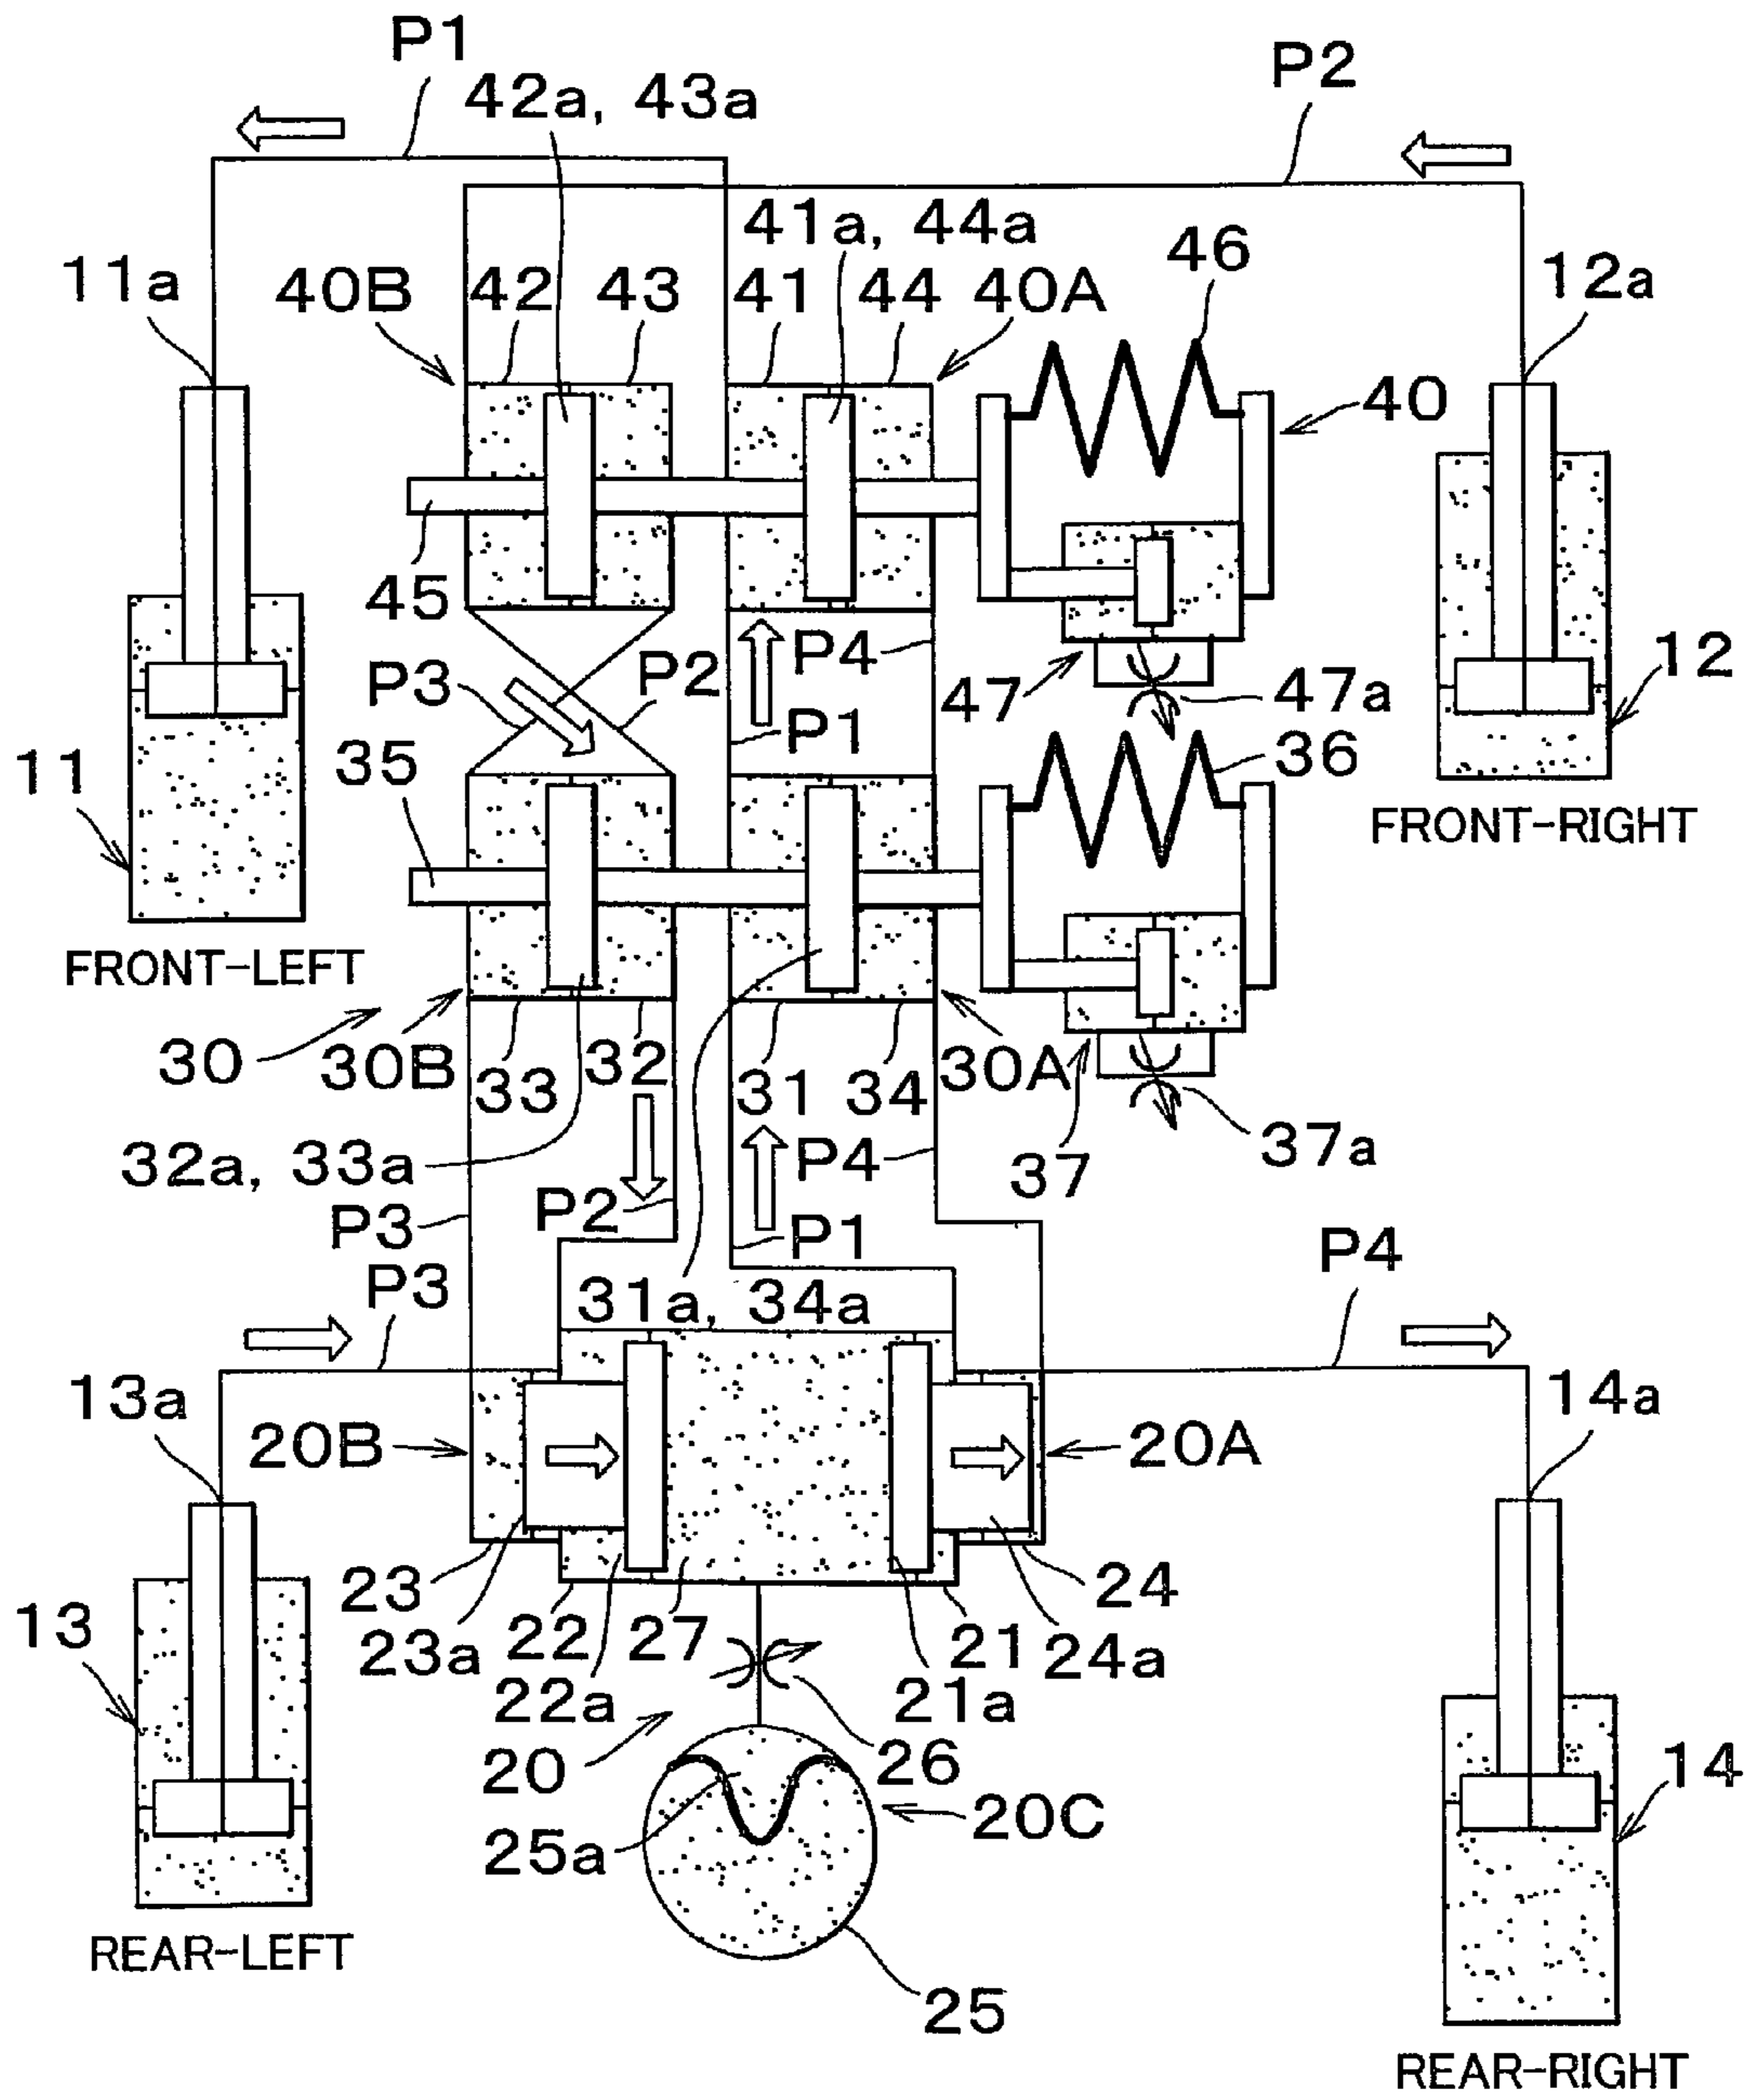 P1
P2
42a, 43a
41a, 44a
46
11a
12a
40B
42
43
41
44
40A
40
45
P3
P2
P4
47
47a
12
P1
35
36
11
FRONT-RIGHT
FRONT-LEFT
30
30B
33
32
31
34
30A
37
37a
32a, 33a
P4
P2
P3
P1
P3
P4
31a, 34a
13a
14a
20B
20A
23
24
13
23a
22
27
21
24a
22a
21a
20
26
14
25a
20C
REAR-LEFT
25
REAR-RIGHT